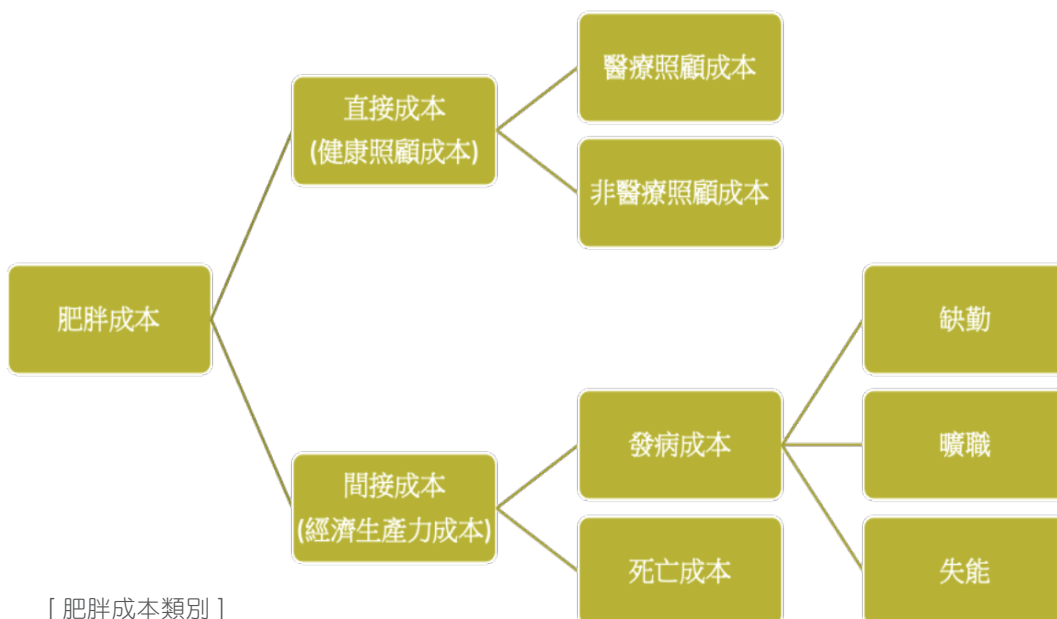 肥胖成本
直接成本
(健康照顧成本)
醫療照顧成本
非醫療照顧成本
間接成本
(經濟生產力成本)
發病成本
缺勤
曠職
失能
死亡成本
[ 肥胖成本類別 ]